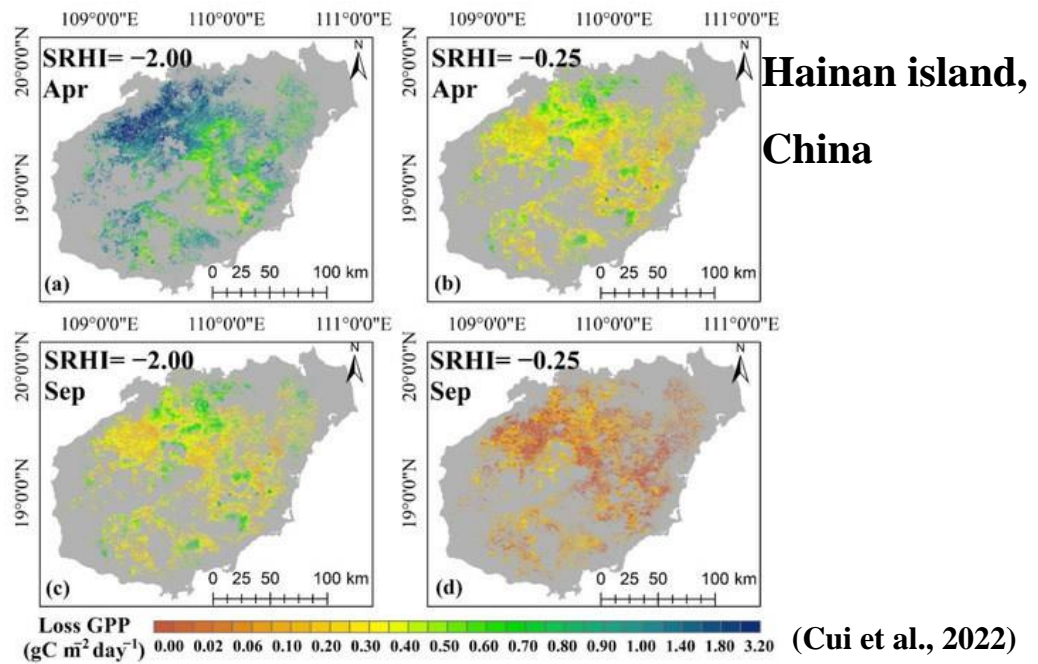 109°0'0"E 110°0'0"E 111°0'0"E 109°0'0"E 110°0'0"E 111°0'0"E
20°0'0"N
19°0'0"N
SRHI= −2.00
Apr
N
(a)
0 25 50 100 km
20°0'0"N
19°0'0"N
SRHI= −0.25
Apr
N
(b)
0 25 50 100 km
Hainan island,
China
109°0'0"E 110°0'0"E 111°0'0"E 109°0'0"E 110°0'0"E 111°0'0"E
20°0'0"N
19°0'0"N
SRHI= −2.00
Sep
N
(c)
0 25 50 100 km
20°0'0"N
19°0'0"N
SRHI= −0.25
Sep
N
(d)
0 25 50 100 km
Loss GPP
(gC m⁻² day⁻¹)
0.00 0.02 0.06 0.10 0.20 0.30 0.40 0.50 0.60 0.70 0.80 0.90 1.00 1.40 1.80 3.20
(Cui et al., 2022)